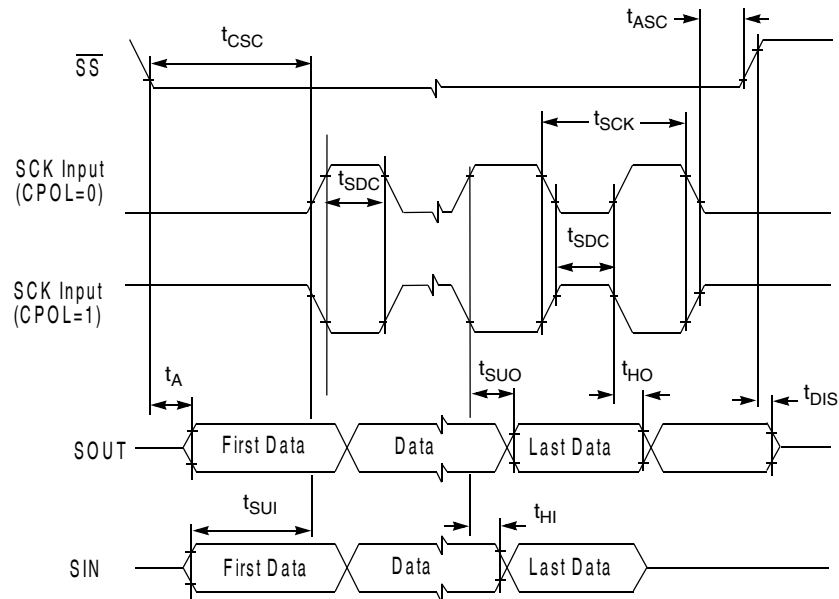 tASC
tCSC
SS
tSCK
SCK Input
(CPOL=0)
tSDC
tSDC
SCK Input
(CPOL=1)
tA
tSUO
tHO
tDIS
SOUT
First Data
Data
Last Data
tSUI
tHI
SIN
First Data
Data
Last Data